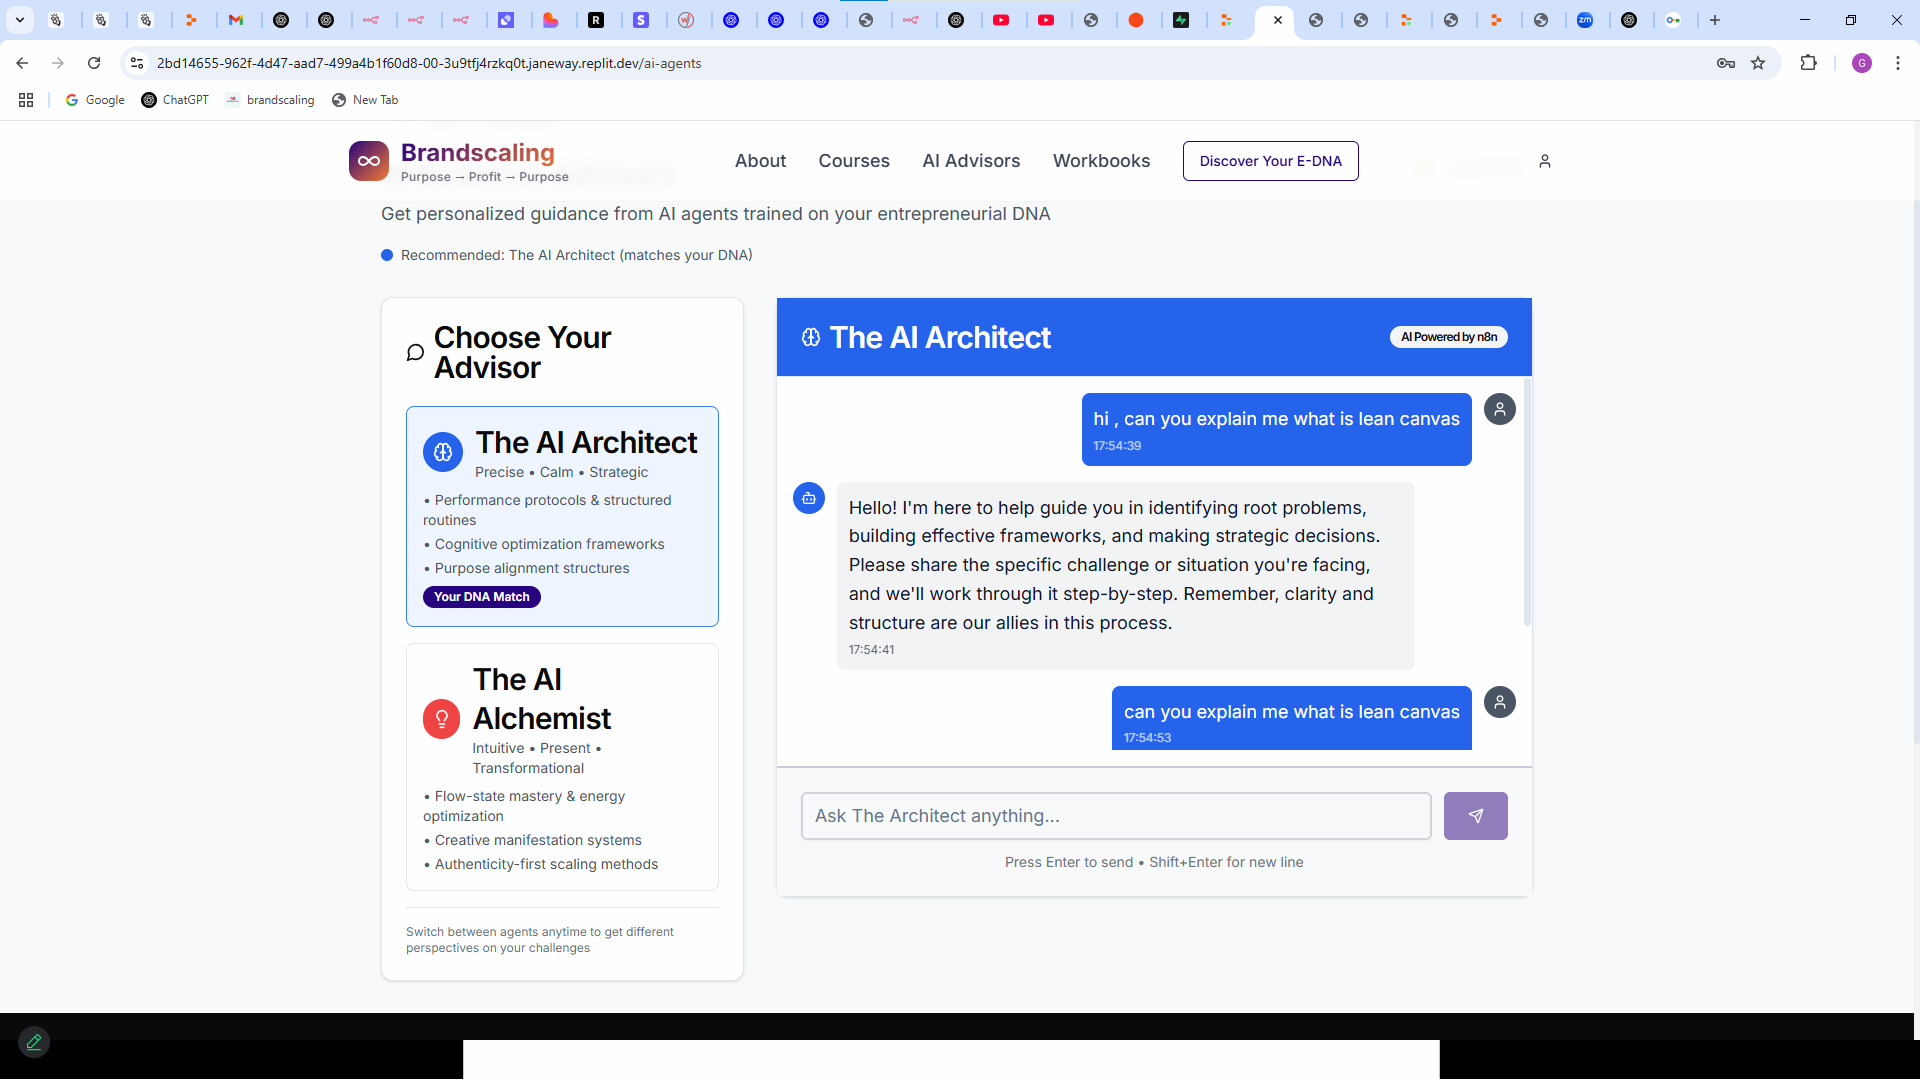 2bd14655-962f-4d47-aad7-499a4b1f60d8-00-3u9tfj4rzkq0t.janeway.replit.dev/ai-agents
G
Google
ChatGPT
brandscaling
New Tab
Brandscaling
Purpose → Profit → Purpose
About
Courses
AI Advisors
Workbooks
Discover Your E-DNA
Get personalized guidance from AI agents trained on your entrepreneurial DNA
Recommended: The AI Architect (matches your DNA)
Choose Your
Advisor
The AI Architect
Precise • Calm • Strategic
• Performance protocols & structured
routines
• Cognitive optimization frameworks
• Purpose alignment structures
Your DNA Match
The AI
Alchemist
Intuitive • Present •
Transformational
• Flow-state mastery & energy
optimization
• Creative manifestation systems
• Authenticity-first scaling methods
Switch between agents anytime to get different
perspectives on your challenges
The AI Architect
AI Powered by n8n
hi , can you explain me what is lean canvas
17:54:39
Hello! I'm here to help guide you in identifying root problems,
building effective frameworks, and making strategic decisions.
Please share the specific challenge or situation you're facing,
and we'll work through it step-by-step. Remember, clarity and
structure are our allies in this process.
17:54:41
can you explain me what is lean canvas
17:54:53
Ask The Architect anything...
Press Enter to send • Shift+Enter for new line